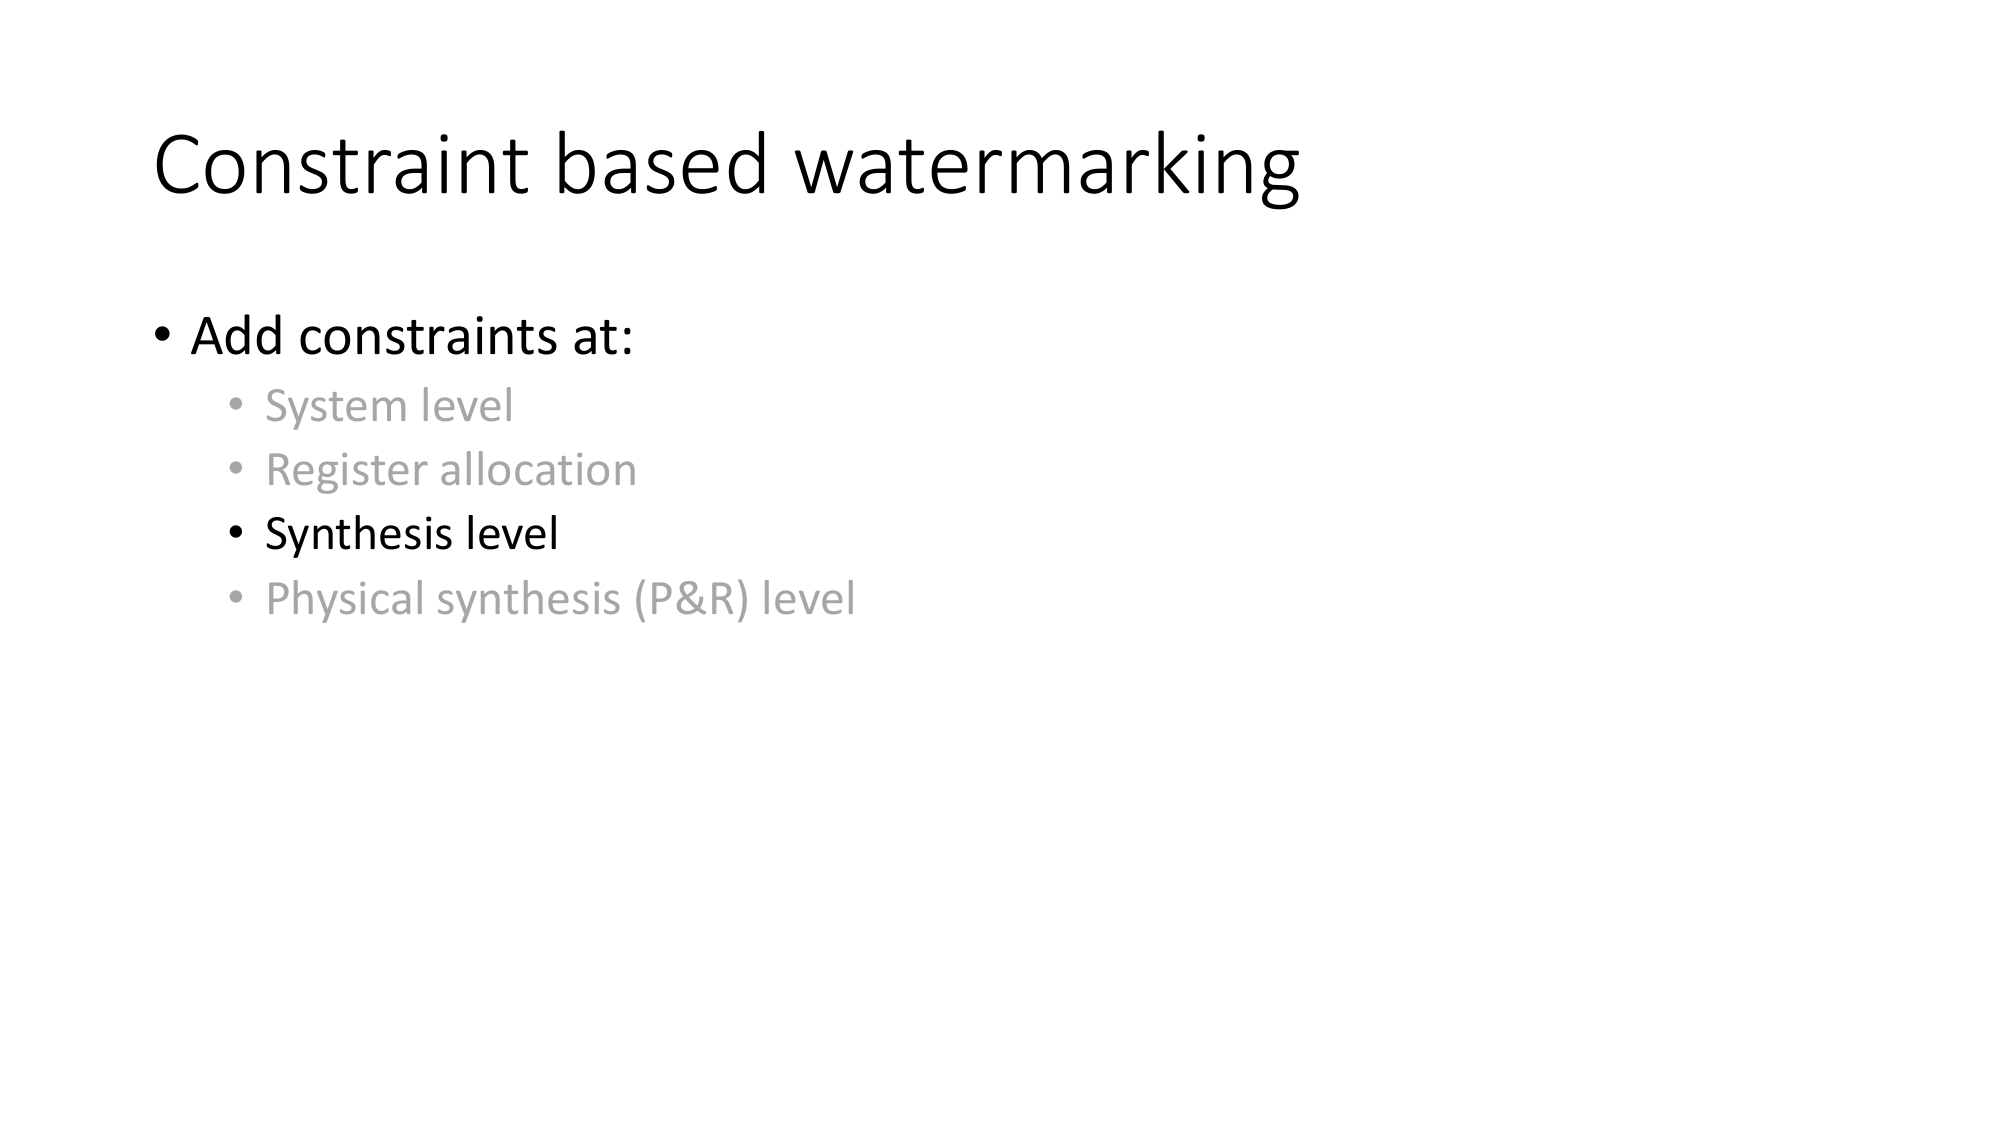 Constraint based watermarking
• Add constraints at:
• System level
• Register allocation
• Synthesis level
• Physical synthesis (P&R) level